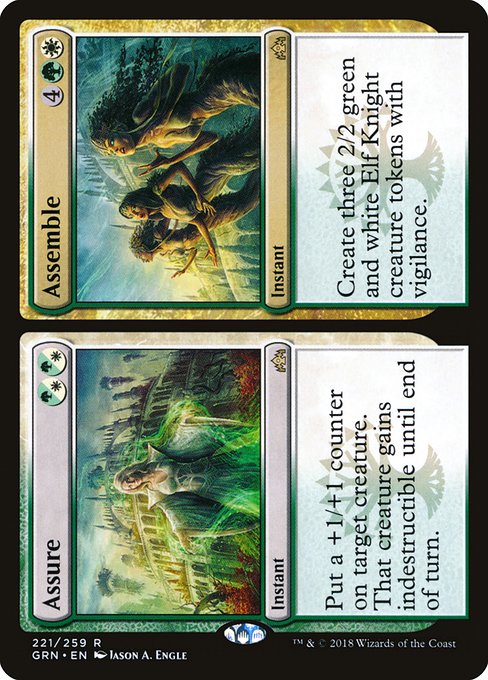 Assure
Instant
Put a +1/+1 counter
on target creature.
That creature gains
indestructible until end
of turn.
Assemble
4
Instant
Create three 2/2 green
and white Elf Knight
creature tokens with
vigilance.
221/259 R
GRN • EN Jason A. Engle
™ & © 2018 Wizards of the Coast